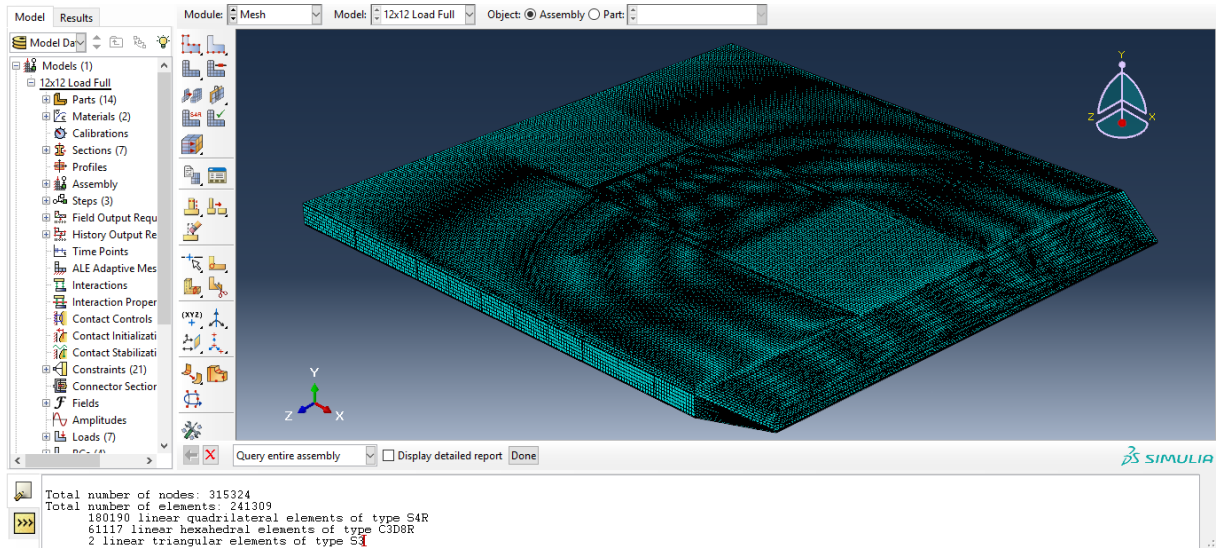 Model Results
Module: Mesh Model: 12x12 Load Full Object: Assembly Part:
Model Da
Models (1)
12x12 Load Full
Parts (14)
Materials (2)
Calibrations
Sections (7)
Profiles
Assembly
Steps (3)
Field Output Requ
History Output Re
Time Points
ALE Adaptive Mes
Interactions
Interaction Proper
Contact Controls
Contact Initializati
Contact Stabilizati
Constraints (21)
Connector Section
Fields
Amplitudes
Loads (7)
BCs (4)
S4R
(XYZ)
Y
Z X
Y
Z X
Query entire assembly Display detailed report Done
SIMULIA
Total number of nodes: 315324
Total number of elements: 241309
180190 linear quadrilateral elements of type S4R
61117 linear hexahedral elements of type C3D8R
2 linear triangular elements of type S3